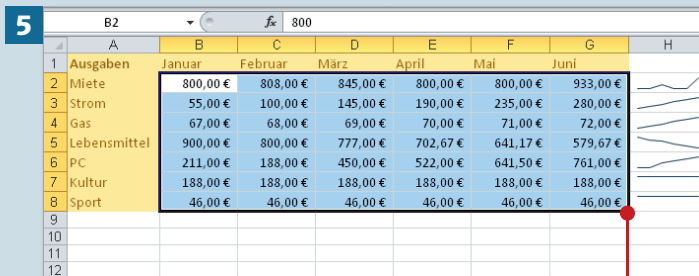 5
B2 fx 800
A B C D E F G H
1 Ausgaben Januar Februar März April Mai Juni
2 Miete 800,00 € 808,00 € 845,00 € 800,00 € 800,00 € 933,00 €
3 Strom 55,00 € 100,00 € 145,00 € 190,00 € 235,00 € 280,00 €
4 Gas 67,00 € 68,00 € 69,00 € 70,00 € 71,00 € 72,00 €
5 Lebensmittel 900,00 € 800,00 € 777,00 € 702,67 € 641,17 € 579,67 €
6 PC 211,00 € 188,00 € 450,00 € 522,00 € 641,50 € 761,00 €
7 Kultur 188,00 € 188,00 € 188,00 € 188,00 € 188,00 € 188,00 €
8 Sport 46,00 € 46,00 € 46,00 € 46,00 € 46,00 € 46,00 €
9
10
11
12